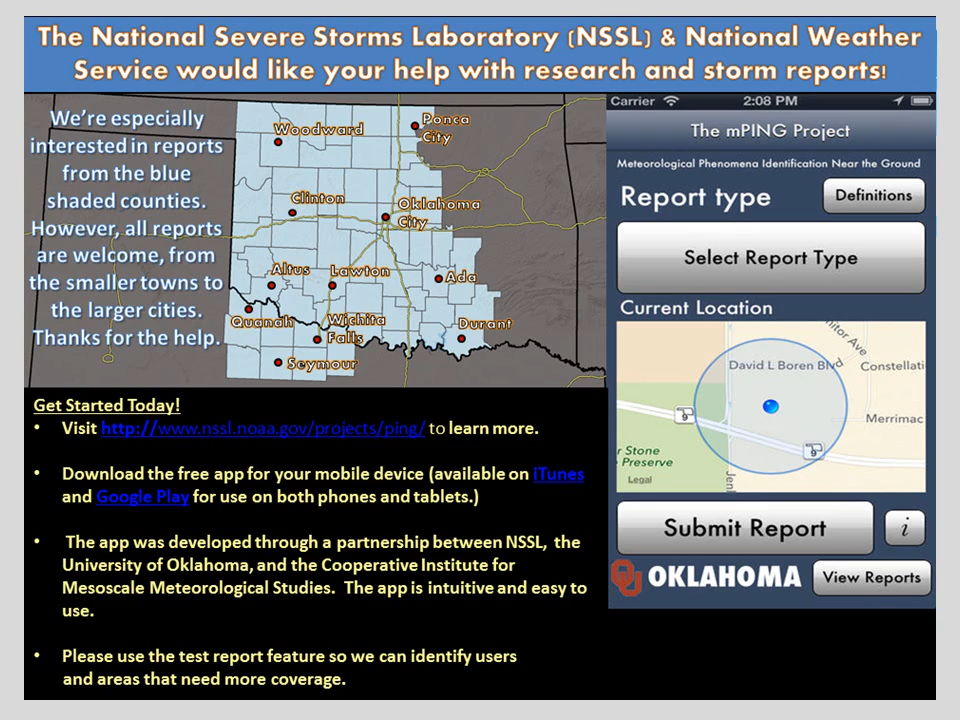 The National Severe Storms Laboratory (NSSL) & National Weather
Service would like your help with research and storm reports!
We're especially
interested in reports
from the blue
shaded counties.
However, all reports
are welcome, from
the smaller towns to
the larger cities.
Thanks for the help.
Woodward
Ponca
City
Clinton
Oklahoma
City
Altus
Lawton
Ada
Quanah
Wichita
Falls
Durant
Seymour
Carrier
2:08 PM
The mPING Project
Meteorological Phenomena Identification Near the Ground
Report type
Definitions
Select Report Type
Current Location
nitor Ave
David L Boren Blvd
Constellati
9
Merrimac
9
r Stone
Preserve
Legal
Jenl
Submit Report
i
OU
OKLAHOMA
View Reports
Get Started Today!
• Visit http://www.nssl.noaa.gov/projects/ping/ to learn more.
• Download the free app for your mobile device (available on iTunes
and Google Play for use on both phones and tablets.)
• The app was developed through a partnership between NSSL, the
University of Oklahoma, and the Cooperative Institute for
Mesoscale Meteorological Studies. The app is intuitive and easy to
use.
• Please use the test report feature so we can identify users
and areas that need more coverage.